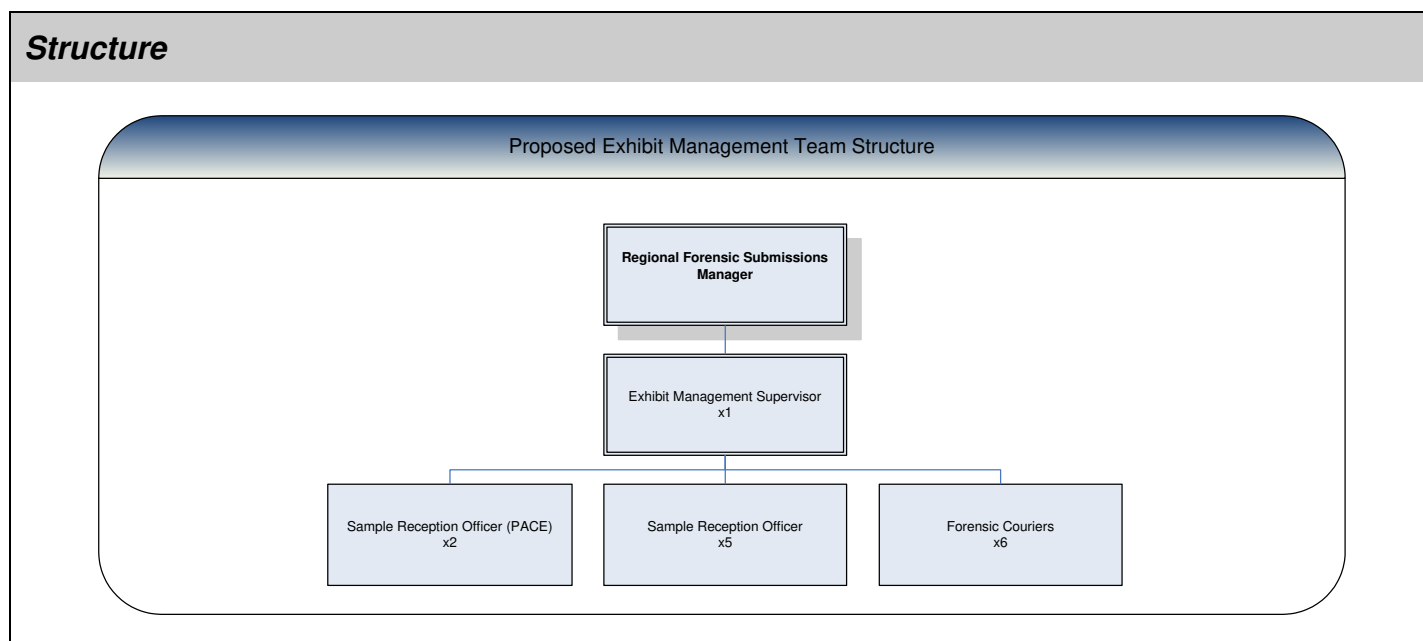 Structure
Proposed Exhibit Management Team Structure
Regional Forensic Submissions
Manager
Exhibit Management Supervisor
x1
Sample Reception Officer (PACE)
x2
Sample Reception Officer
x5
Forensic Couriers
x6